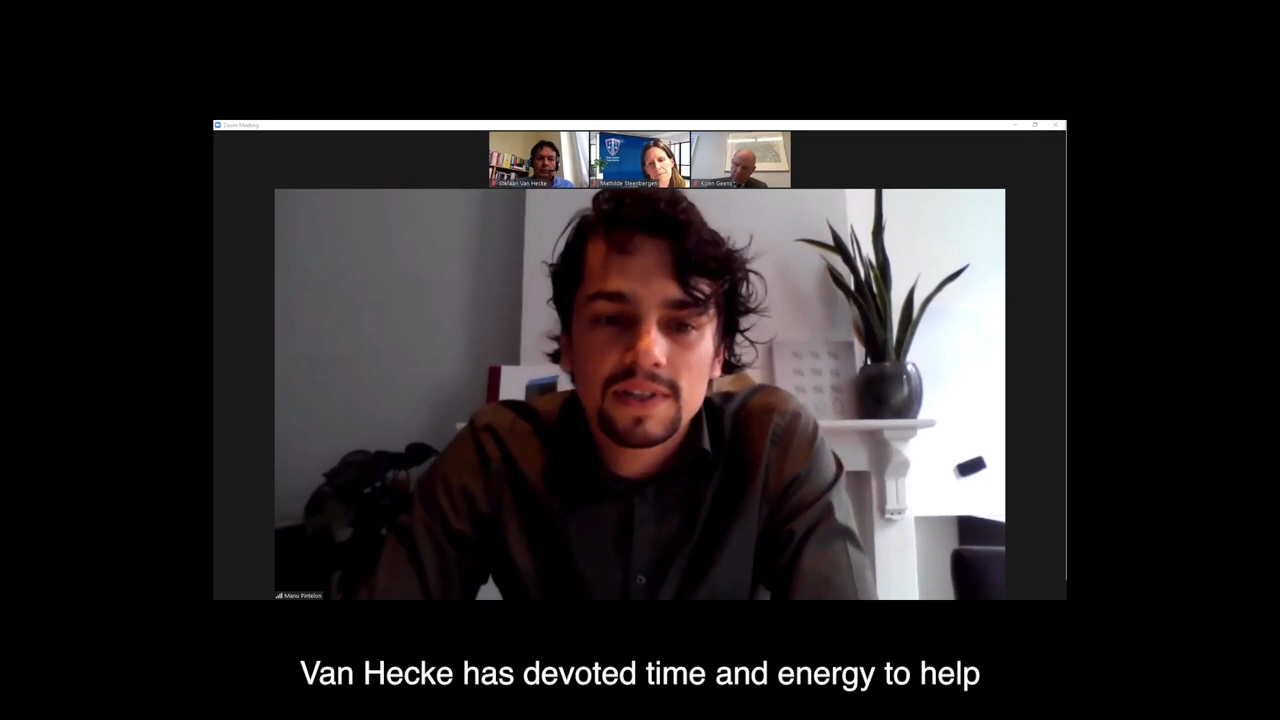 Zoom Meeting
Stefaan Van Hecke
Mathilde Steenbergen
Koen Geens
Manu Pintelon
Van Hecke has devoted time and energy to help